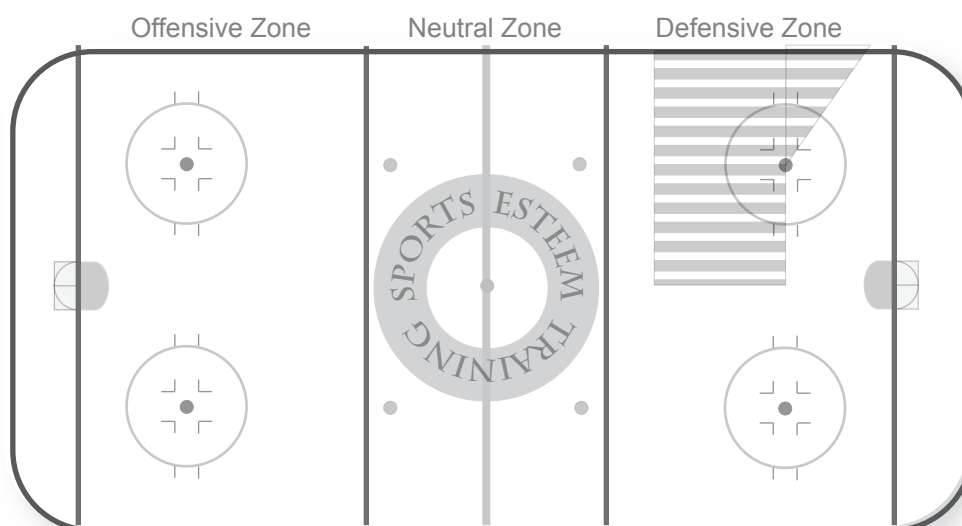 Offensive Zone
Neutral Zone
Defensive Zone
SPORTS ESTEEM TRAINING